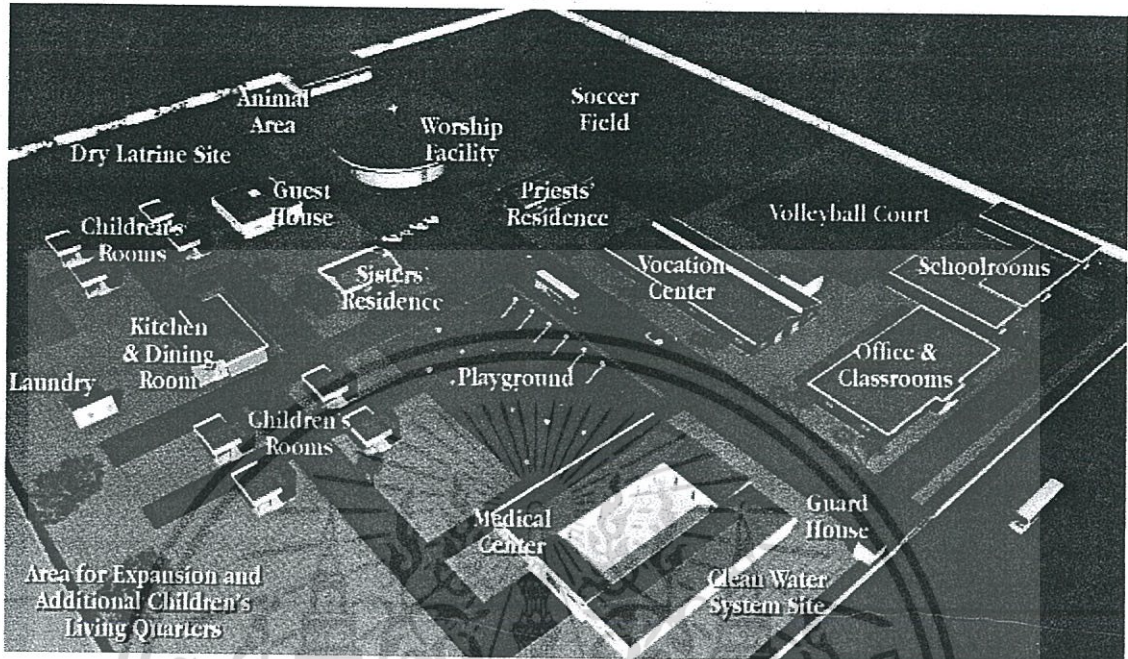 Animal
Area
Soccer
Field
Worship
Facility
Dry Latrine Site
Guest
House
Priests'
Residence
Volleyball Court
Children's
Rooms
Sisters'
Residence
Vocation
Center
Schoolrooms
Kitchen
& Dining
Room
Office &
Classrooms
Laundry
Playground
Children's
Rooms
Medical
Center
Guard
House
Clean Water
System Site
Area for Expansion and
Additional Children's
Living Quarters